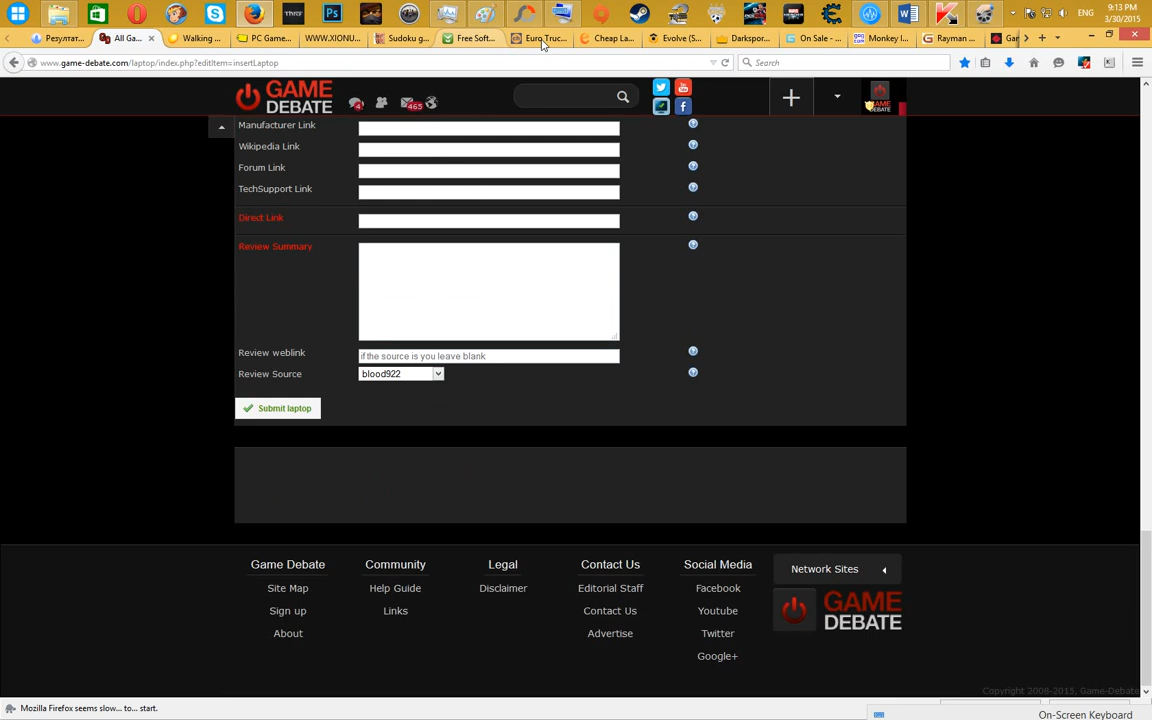 9:13 PM
ENG
3/30/2015
Резултат...
All Ga...
Walking ...
PC Game...
WWW.XIONU...
Sudoku g...
Free Soft...
Euro Truc...
Cheap La...
Evolve (S...
Darkspor...
On Sale - ...
Monkey I...
Rayman ...
Gar
www.game-debate.com/laptop/index.php?editItem=insertLaptop
Search
GAME DEBATE
4
465
Manufacturer Link
Wikipedia Link
Forum Link
TechSupport Link
Direct Link
Review Summary
Review weblink
if the source is you leave blank
Review Source
blood922
Submit laptop
Game Debate
Community
Legal
Contact Us
Social Media
Network Sites
Site Map
Help Guide
Disclaimer
Editorial Staff
Facebook
Sign up
Links
Contact Us
Youtube
GAME DEBATE
About
Advertise
Twitter
Google+
Copyright 2008-2015, Game-Debate
Mozilla Firefox seems slow... to... start.
On-Screen Keyboard